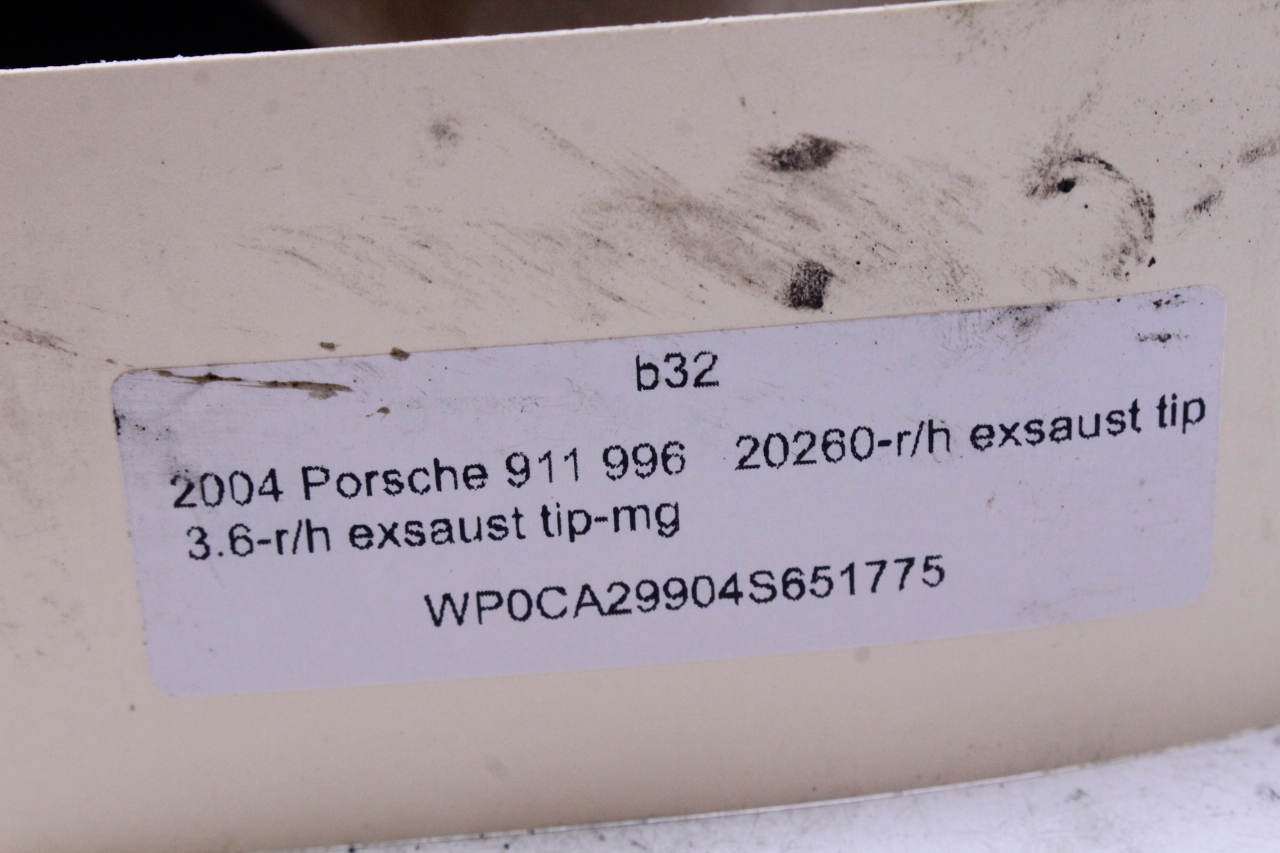 b32
2004 Porsche 911 996 20260-r/h exsaust tip
3.6-r/h exsaust tip-mg
WP0CA29904S651775